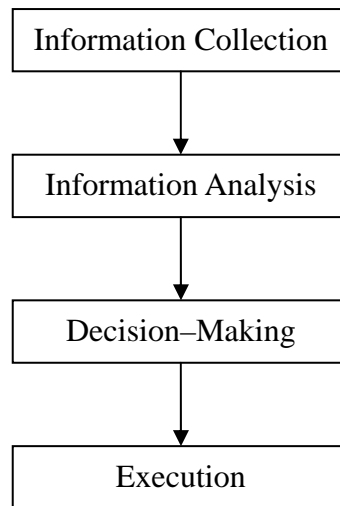 Information Collection
Information Analysis
Decision–Making
Execution